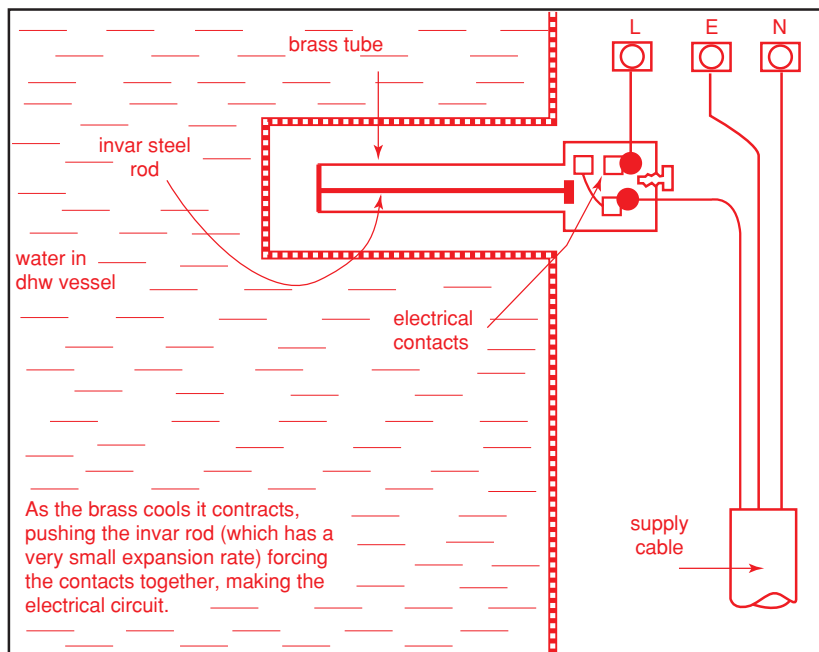 L E N
brass tube
invar steel
rod
water in
dhw vessel
electrical
contacts
As the brass cools it contracts,
pushing the invar rod (which has a
very small expansion rate) forcing
the contacts together, making the
electrical circuit.
supply
cable